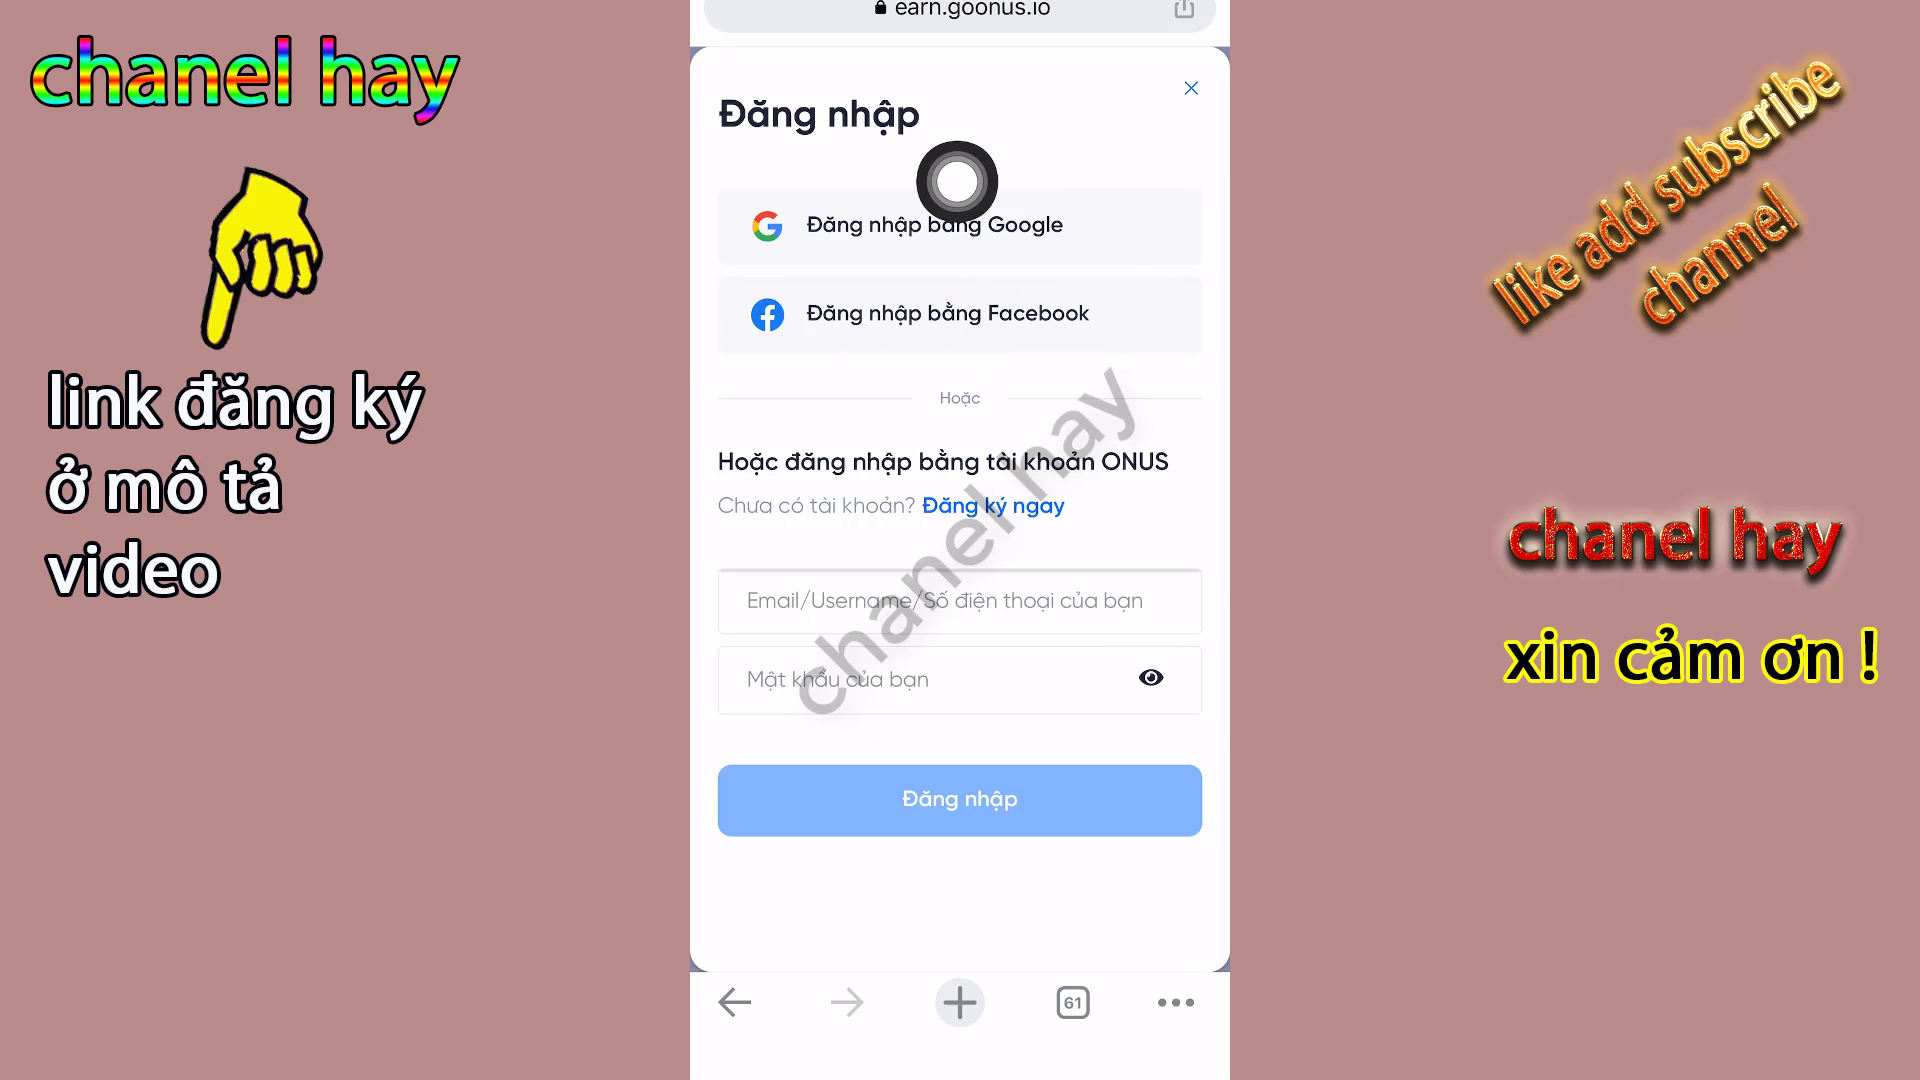 chanel hay
link đăng ký
ở mô tả
video
earn.goonus.io
Đăng nhập
Đăng nhập bằng Google
Đăng nhập bằng Facebook
Hoặc
Hoặc đăng nhập bằng tài khoản ONUS
Chưa có tài khoản? Đăng ký ngay
Email/Username/Số điện thoại của bạn
Mật khẩu của bạn
Đăng nhập
chanel hay
61
like add subscribe
channel
chanel hay
xin cảm ơn !